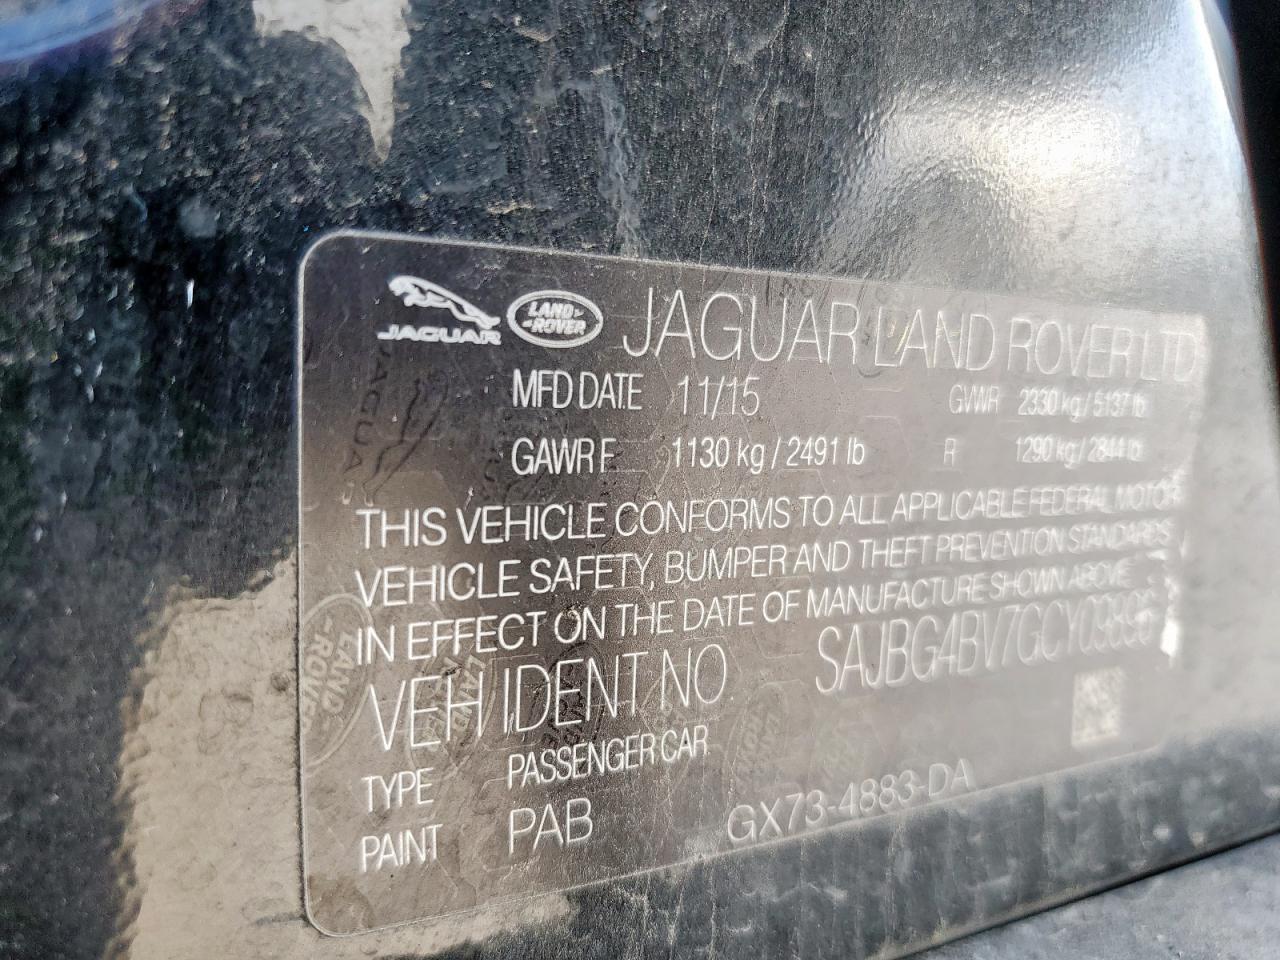 JAGUAR LAND ROVER JAGUAR LAND ROVER LTD
MFD DATE 11/15 GVWR 2330 kg / 5137 lb
GAWR F 1130 kg / 2491 lb R 1290 kg / 2844 lb
THIS VEHICLE CONFORMS TO ALL APPLICABLE FEDERAL MOTOR
VEHICLE SAFETY, BUMPER AND THEFT PREVENTION STANDARDS
IN EFFECT ON THE DATE OF MANUFACTURE SHOWN ABOVE
VEH IDENT NO SAJBG4BV7GCY09896
TYPE PASSENGER CAR
PAINT PAB GX73-4883-DA